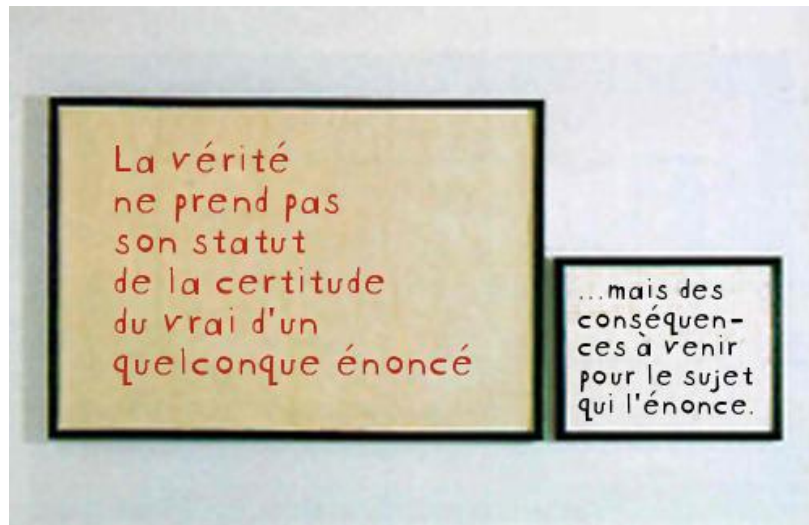 La vérité
ne prend pas
son statut
de la certitude
du vrai d'un
quelconque énoncé
...mais des
conséquen-
ces à venir
pour le sujet
qui l'énonce.